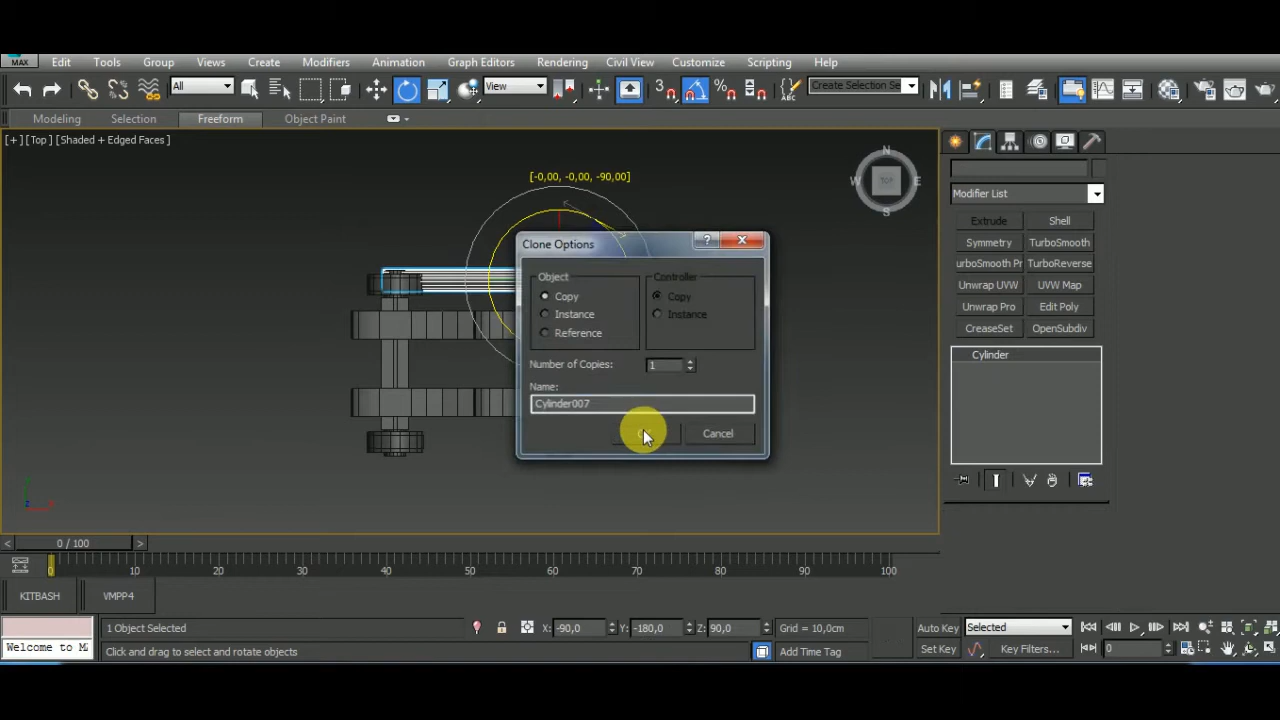 MAX Edit Tools Group Views Create Modifiers Animation Graph Editors Rendering Civil View Customize Scripting Help
All View 3 % ABC Create Selection Se
Modeling Selection Freeform Object Paint
[+] [Top] [Shaded + Edged Faces]
[-0,00, -0,00, -90,00]
N
W TOP E
S
Clone Options
Object
Copy
Instance
Reference
Controller
Copy
Instance
Number of Copies: 1
Name:
Cylinder007
Cancel
Modifier List
Extrude Shell
Symmetry TurboSmooth
urboSmooth Pr TurboReverse
Unwrap UVW UVW Map
Unwrap Pro Edit Poly
CreaseSet OpenSubdiv
Cylinder
< 0 / 100 >
0 10 20 30 40 50 60 70 80 90 100
KITBASH VMPP4
1 Object Selected X: -90,0 Y: -180,0 Z: 90,0 Grid = 10,0cm Auto Key Selected
Welcome to M Click and drag to select and rotate objects Add Time Tag Set Key Key Filters... 0